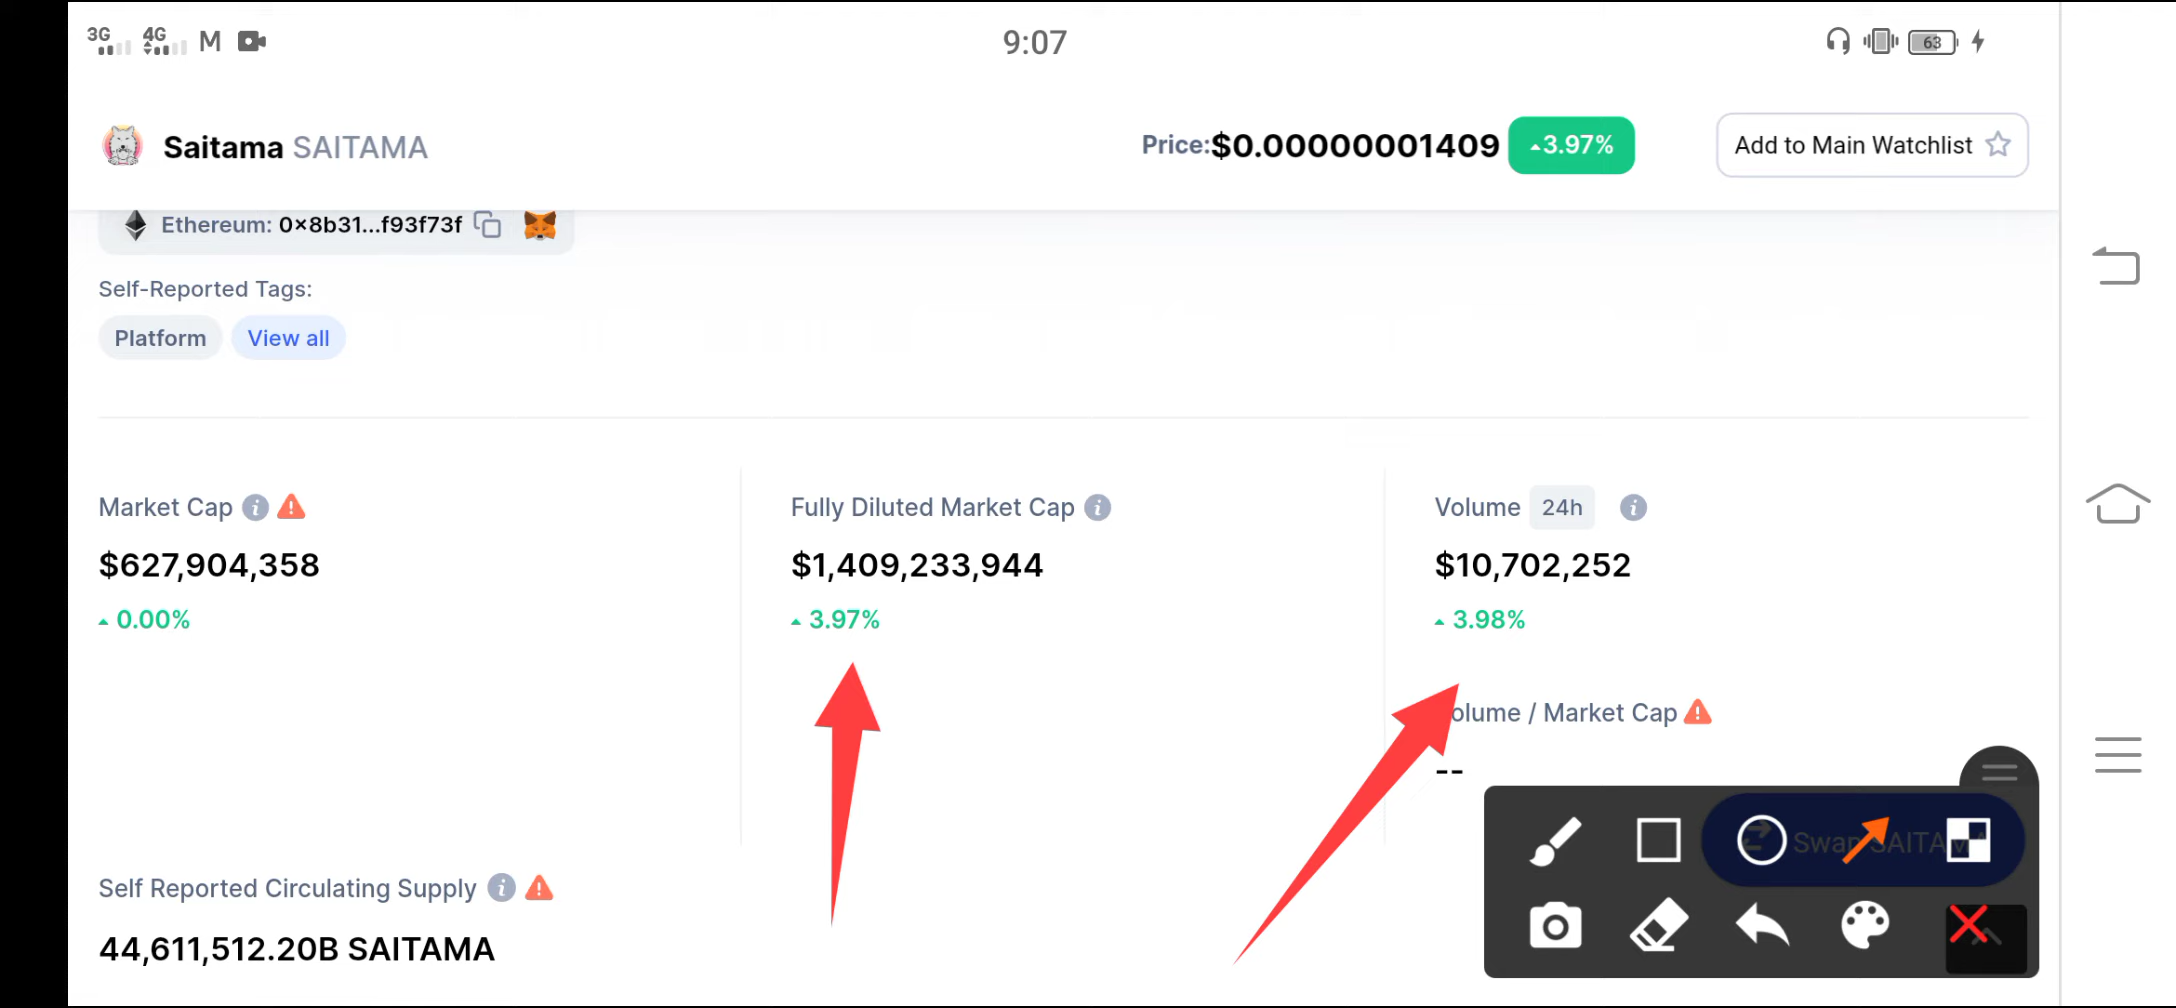 3G 4G M 9:07 63
Saitama SAITAMA Price:$0.00000001409 3.97% Add to Main Watchlist
Ethereum: 0x8b31...f93f73f
Self-Reported Tags:
Platform View all
Market Cap Fully Diluted Market Cap Volume 24h
$627,904,358 $1,409,233,944 $10,702,252
0.00% 3.97% 3.98%
olume / Market Cap
--
Swap SAITA
Self Reported Circulating Supply
44,611,512.20B SAITAMA